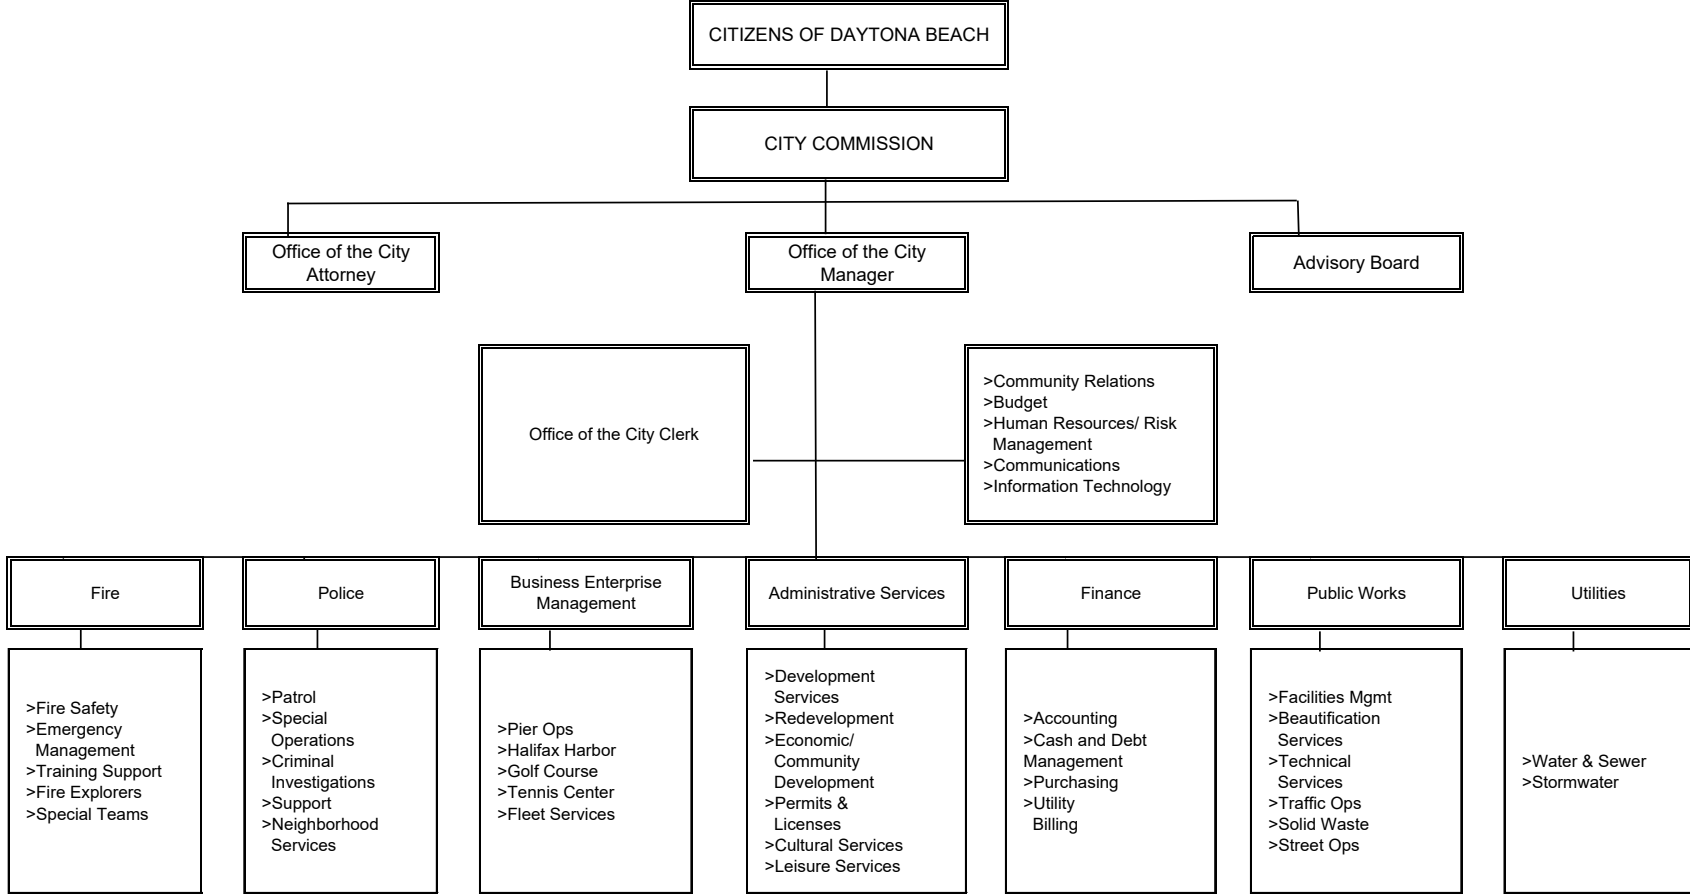 CITIZENS OF DAYTONA BEACH
CITY COMMISSION
Office of the City
Attorney
Office of the City
Manager
Advisory Board
Office of the City Clerk
>Community Relations
>Budget
>Human Resources/ Risk
Management
>Communications
>Information Technology
Fire
Police
Business Enterprise
Management
Administrative Services
Finance
Public Works
Utilities
>Fire Safety
>Emergency
Management
>Training Support
>Fire Explorers
>Special Teams
>Patrol
>Special
Operations
>Criminal
Investigations
>Support
>Neighborhood
Services
>Pier Ops
>Halifax Harbor
>Golf Course
>Tennis Center
>Fleet Services
>Development
Services
>Redevelopment
>Economic/
Community
Development
>Permits &
Licenses
>Cultural Services
>Leisure Services
>Accounting
>Cash and Debt
Management
>Purchasing
>Utility
Billing
>Facilities Mgmt
>Beautification
Services
>Technical
Services
>Traffic Ops
>Solid Waste
>Street Ops
>Water & Sewer
>Stormwater